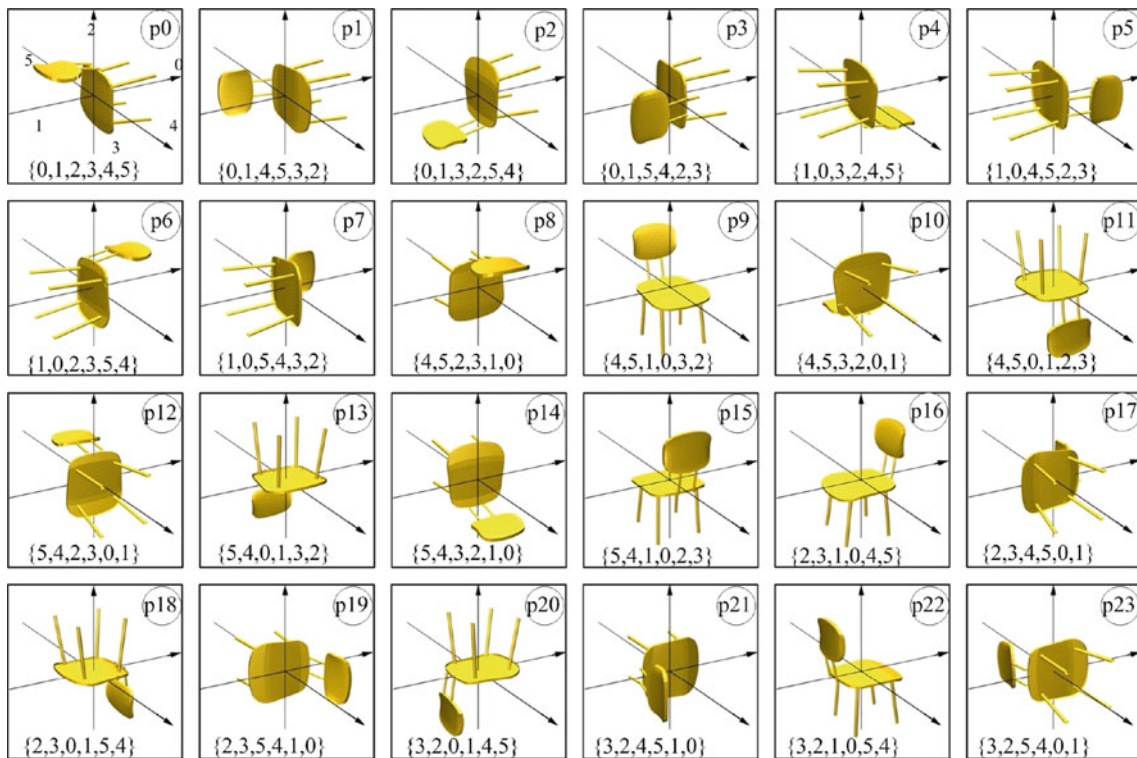 p0 p1 p2 p3 p4 p5
2
5 0
1 4
3
{0,1,2,3,4,5} {0,1,4,5,3,2} {0,1,3,2,5,4} {0,1,5,4,2,3} {1,0,3,2,4,5} {1,0,4,5,2,3}
p6 p7 p8 p9 p10 p11
{1,0,2,3,5,4} {1,0,5,4,3,2} {4,5,2,3,1,0} {4,5,1,0,3,2} {4,5,3,2,0,1} {4,5,0,1,2,3}
p12 p13 p14 p15 p16 p17
{5,4,2,3,0,1} {5,4,0,1,3,2} {5,4,3,2,1,0} {5,4,1,0,2,3} {2,3,1,0,4,5} {2,3,4,5,0,1}
p18 p19 p20 p21 p22 p23
{2,3,0,1,5,4} {2,3,5,4,1,0} {3,2,0,1,4,5} {3,2,4,5,1,0} {3,2,1,0,5,4} {3,2,5,4,0,1}